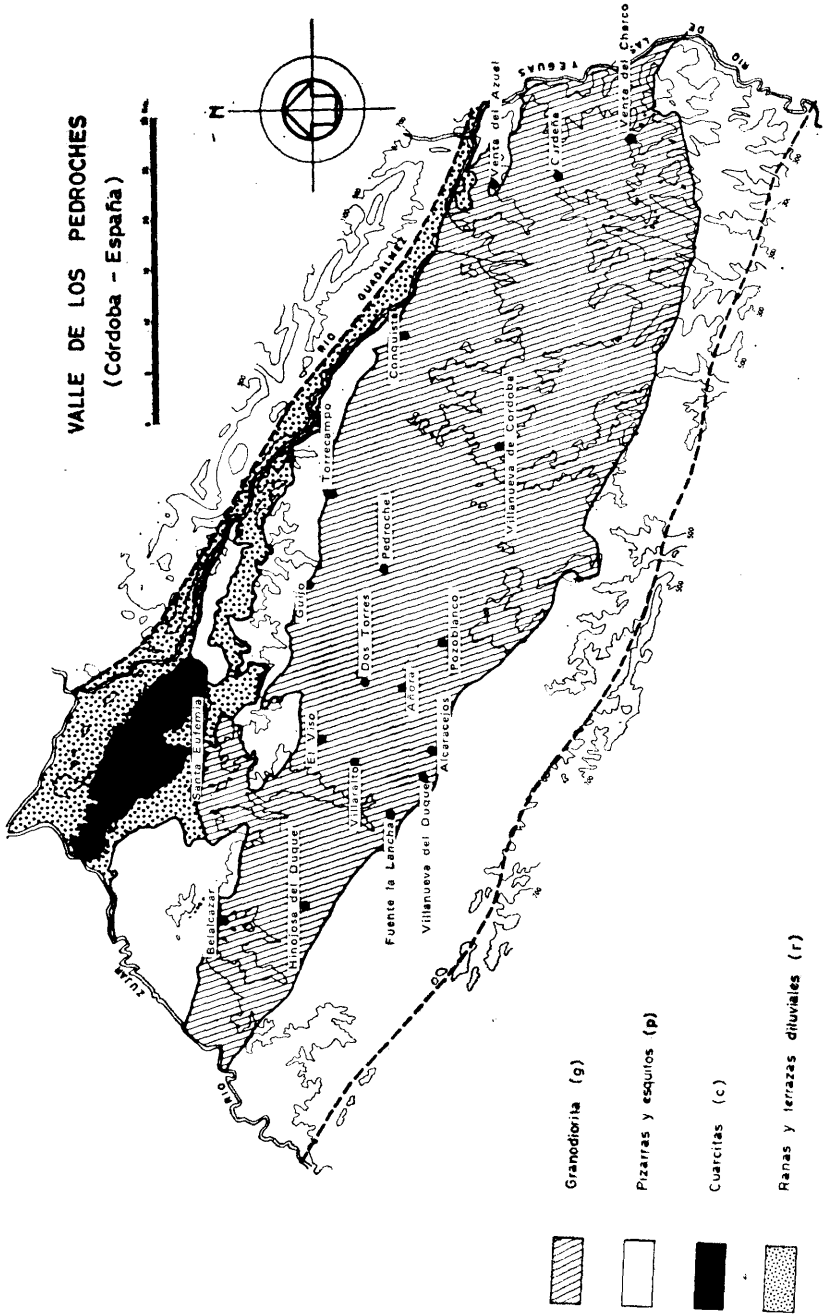 VALLE DE LOS PEDROCHES
(Córdoba - España)
N
RIO GUADALMEZ
RIO ZUJAR
RIO DE LAS YEGUAS
Santa Eufemia
Belalcazar
Hinojosa del Duque
El Viso
Villaralto
Fuente la Lancha
Villanueva del Duque
Alcaracejos
Dos Torres
Añora
Pozoblanco
Guijo
Pedroche
Torrecampo
Conquista
Villanueva de Cordoba
Venta del Azuel
Cardeña
Venta del Charco
Granodiorita (g)
Pizarras y esquitos (p)
Cuarcitas (c)
Ranas y terrazas diluviales (r)